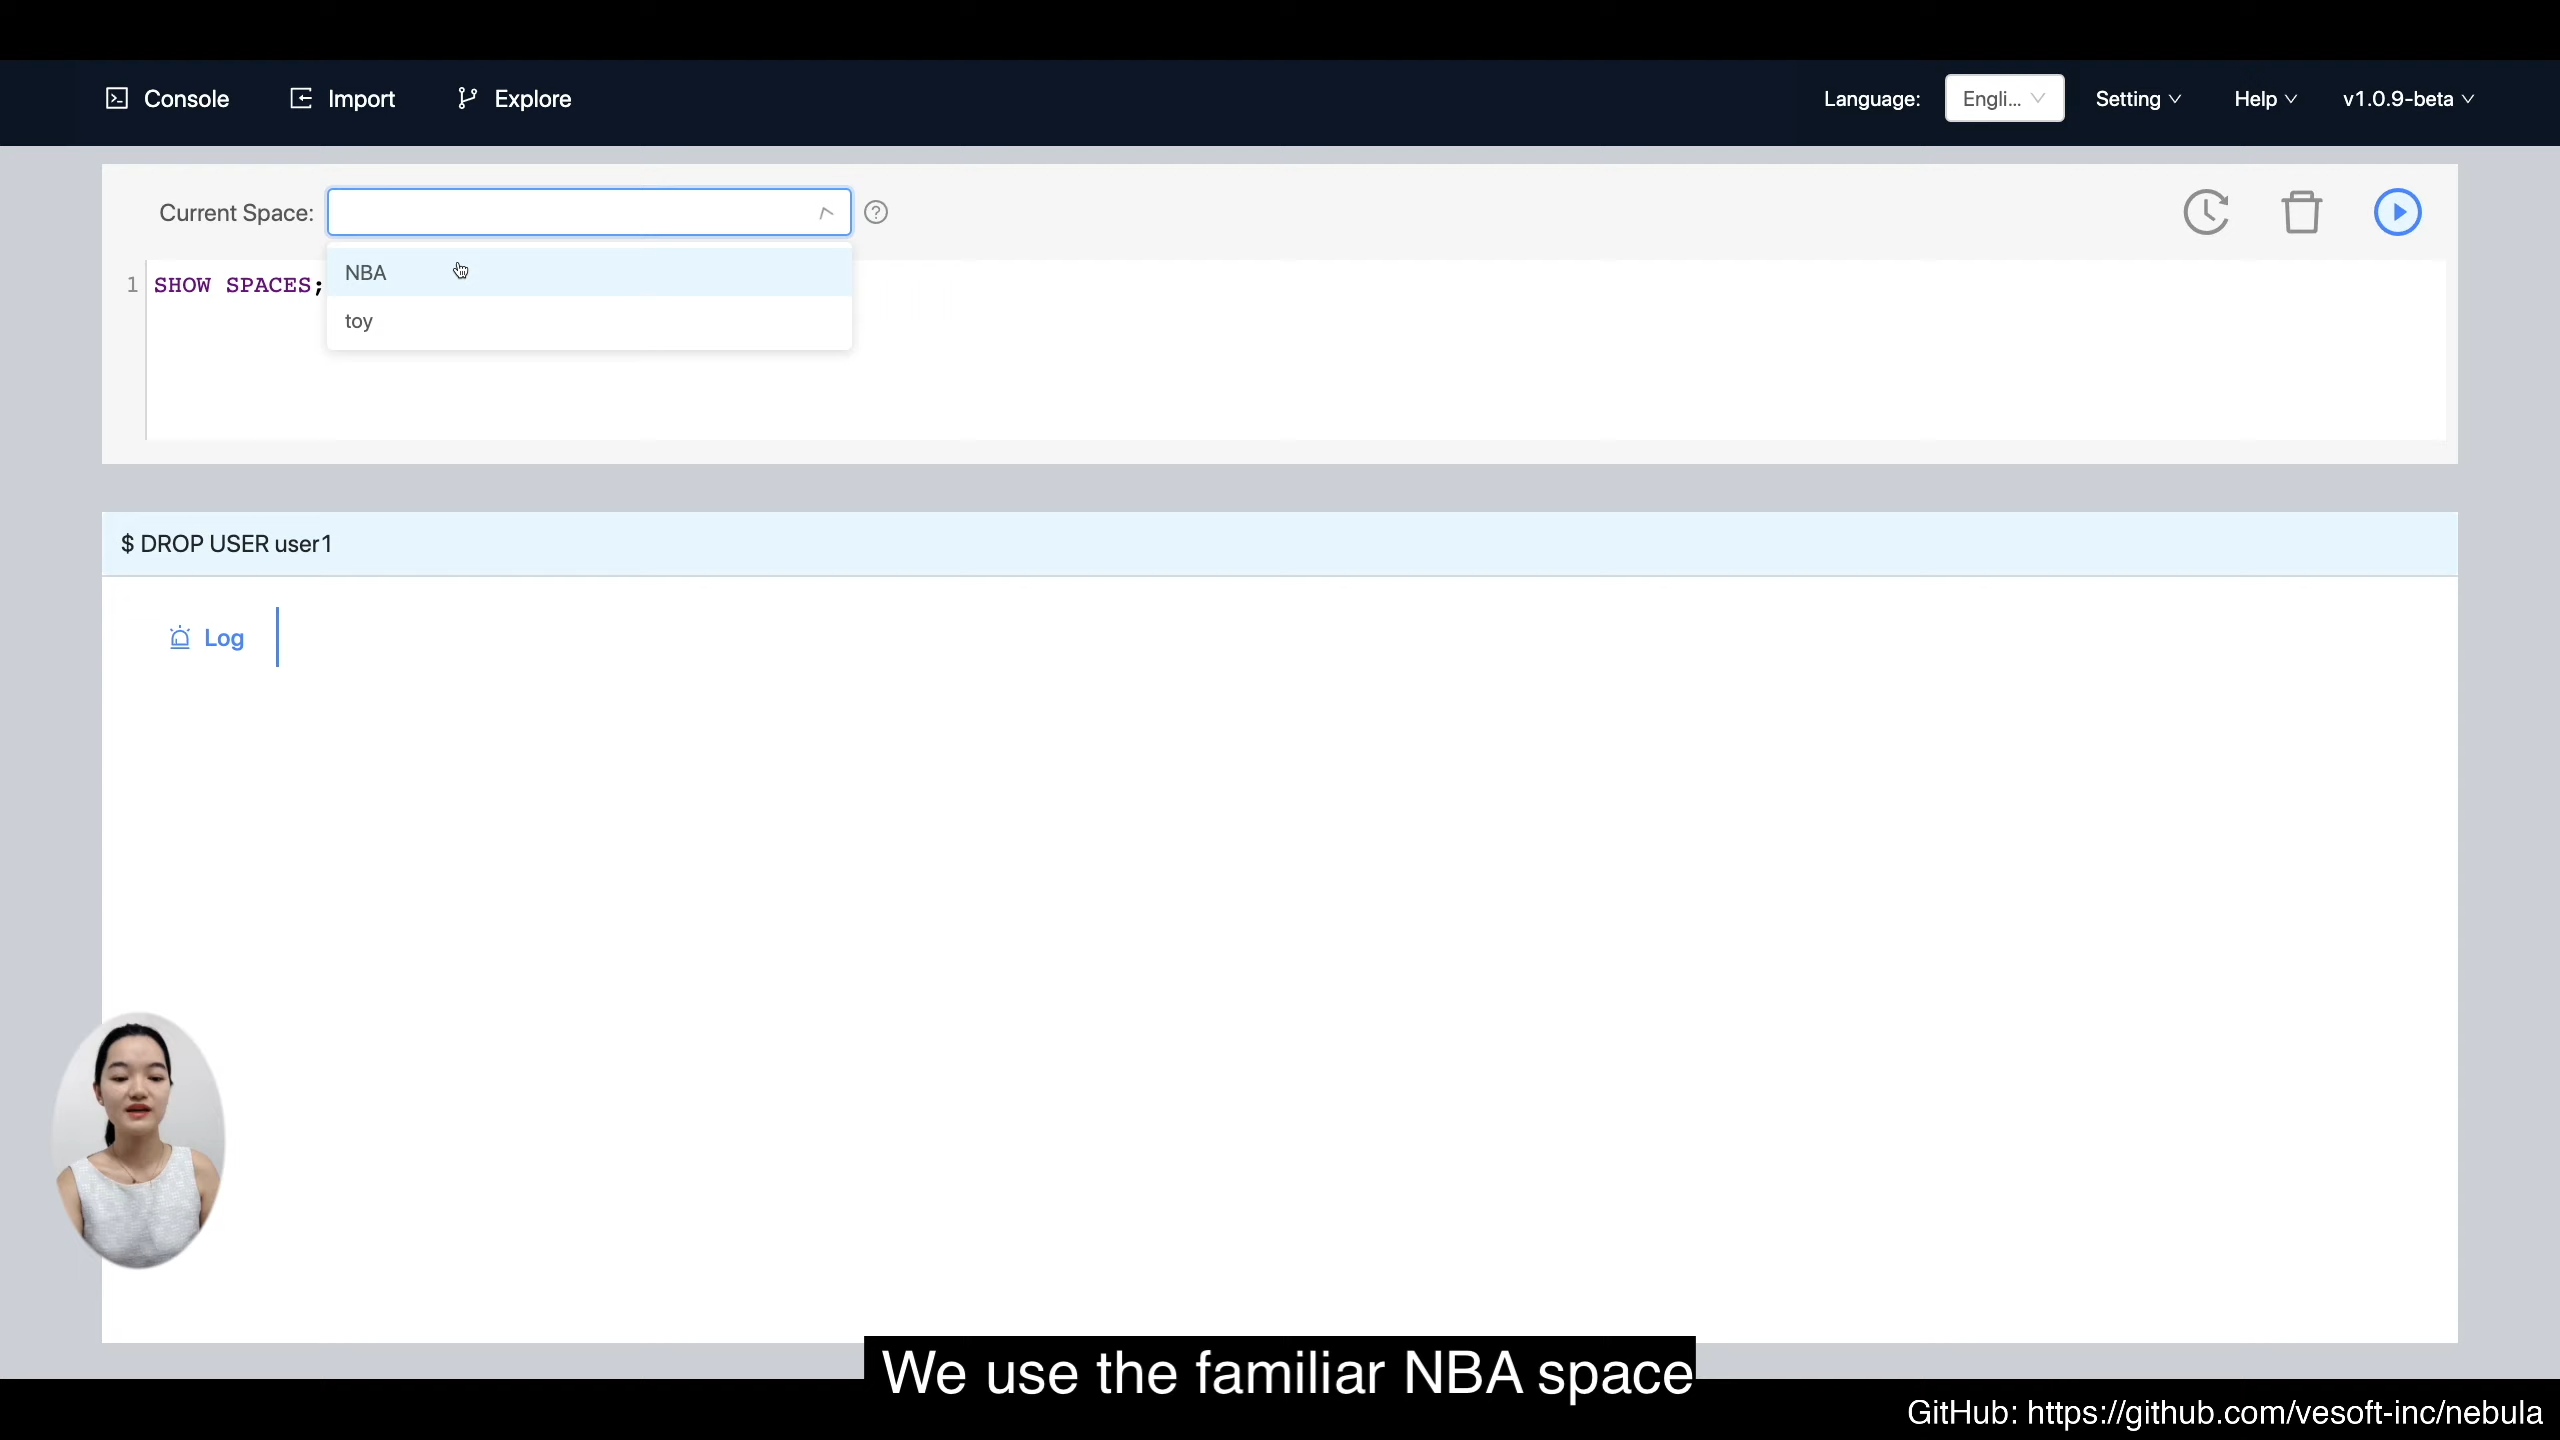 Console Import Explore Language: Engli... Setting Help v1.0.9-beta
Current Space:
NBA
1 SHOW SPACES;
toy
$ DROP USER user1
Log
We use the familiar NBA space
GitHub: https://github.com/vesoft-inc/nebula